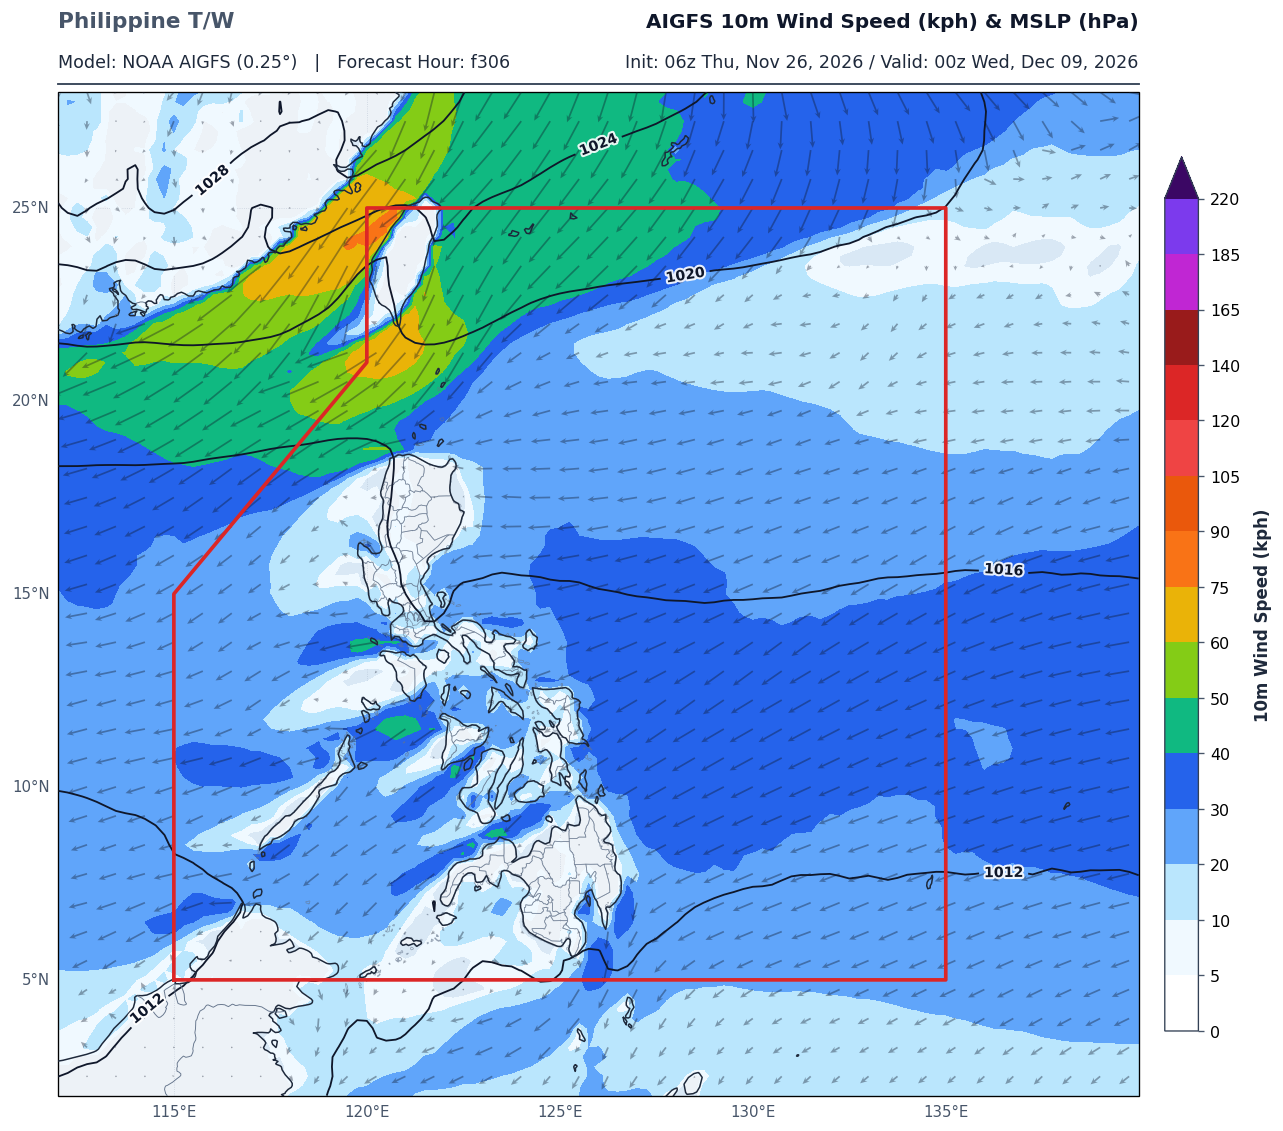 Philippine T/W
AIGFS 10m Wind Speed (kph) & MSLP (hPa)
Model: NOAA AIGFS (0.25°) | Forecast Hour: f306
Init: 06z Thu, Nov 26, 2026 / Valid: 00z Wed, Dec 09, 2026
1028
1024
1020
1016
1012
1012
25°N
20°N
15°N
10°N
5°N
115°E
120°E
125°E
130°E
135°E
220
185
165
140
120
105
90
75
60
50
40
30
20
10
5
0
10m Wind Speed (kph)